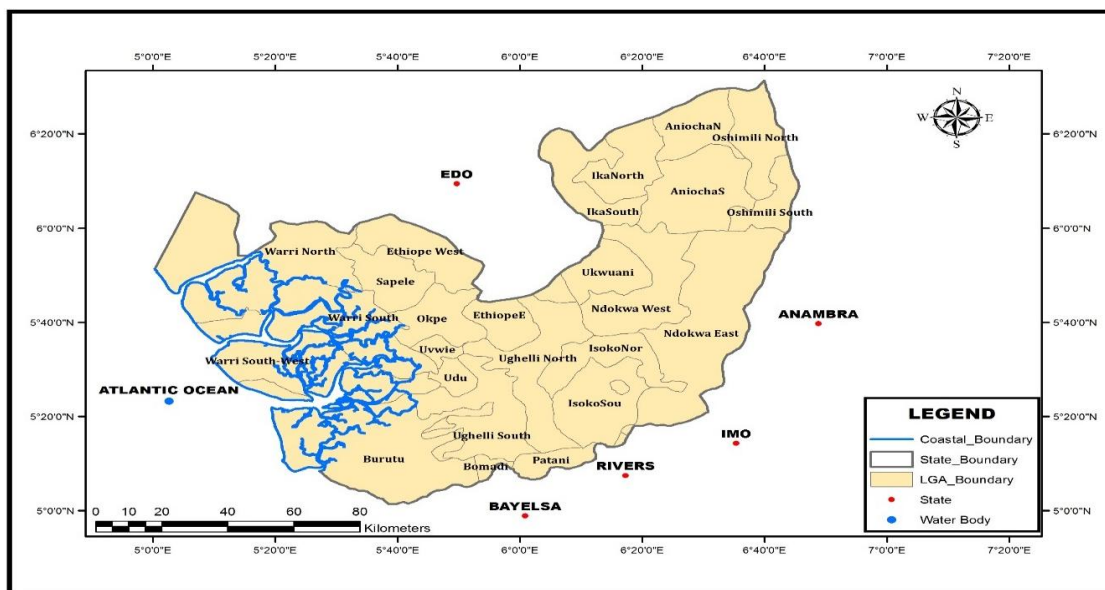 5°0'0"E 5°20'0"E 5°40'0"E 6°0'0"E 6°20'0"E 6°40'0"E 7°0'0"E 7°20'0"E
N
W E
S
6°20'0"N 6°20'0"N
AniochaN
Oshimili North
EDO
IkaNorth
AniochaS
IkaSouth
Oshimili South
6°0'0"N 6°0'0"N
Warri North
Ethiope West
Ukwuani
Sapele
Ndokwa West
ANAMBRA
Warri South
Okpe
EthiopeE
5°40'0"N 5°40'0"N
Ndokwa East
Uvwie
IsokoNor
Ughelli North
Warri South-West
Udu
ATLANTIC OCEAN
IsokoSou
5°20'0"N 5°20'0"N
LEGEND
Coastal_Boundary
State_Boundary
LGA_Boundary
State
Water Body
Ughelli South
IMO
Burutu
Bomadi
Patani
RIVERS
BAYELSA
5°0'0"N 5°0'0"N
0 5 10 20 40 60 80
Kilometers
5°0'0"E 5°20'0"E 5°40'0"E 6°0'0"E 6°20'0"E 6°40'0"E 7°0'0"E 7°20'0"E